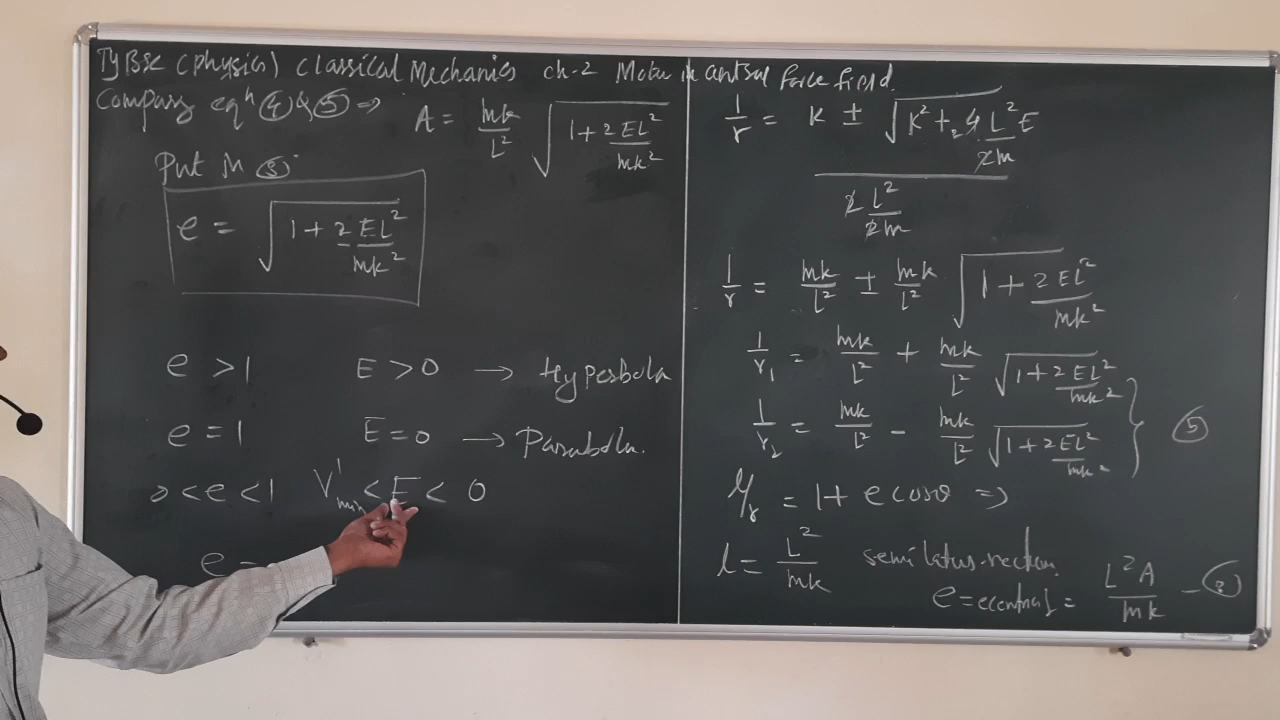 TyBsc (physics) classical Mechanics ch-2 Motion in central force field.
Compare eqⁿ ④ & ⑤ ⇒ A = mk/L² √(1 + 2EL²/mk²)
Put in ③
e = √(1 + 2EL²/mk²)
e > 1 E > 0 → Hyperbola
e = 1 E = 0 → Parabola.
0 < e < 1 V'min < E < 0
e =
1/r = K ± √(K² + 2 4 L²/2m E) / 2 L²/2m
1/r = mk/L² ± mk/L² √(1 + 2EL²/mk²)
1/r₁ = mk/L² + mk/L² √(1 + 2EL²/mk²)
1/r₂ = mk/L² - mk/L² √(1 + 2EL²/mk²) } ⑤
l/r = 1 + e cosθ ⇒
l = L²/mk semi latus-rectum
e = = L²A/mk -